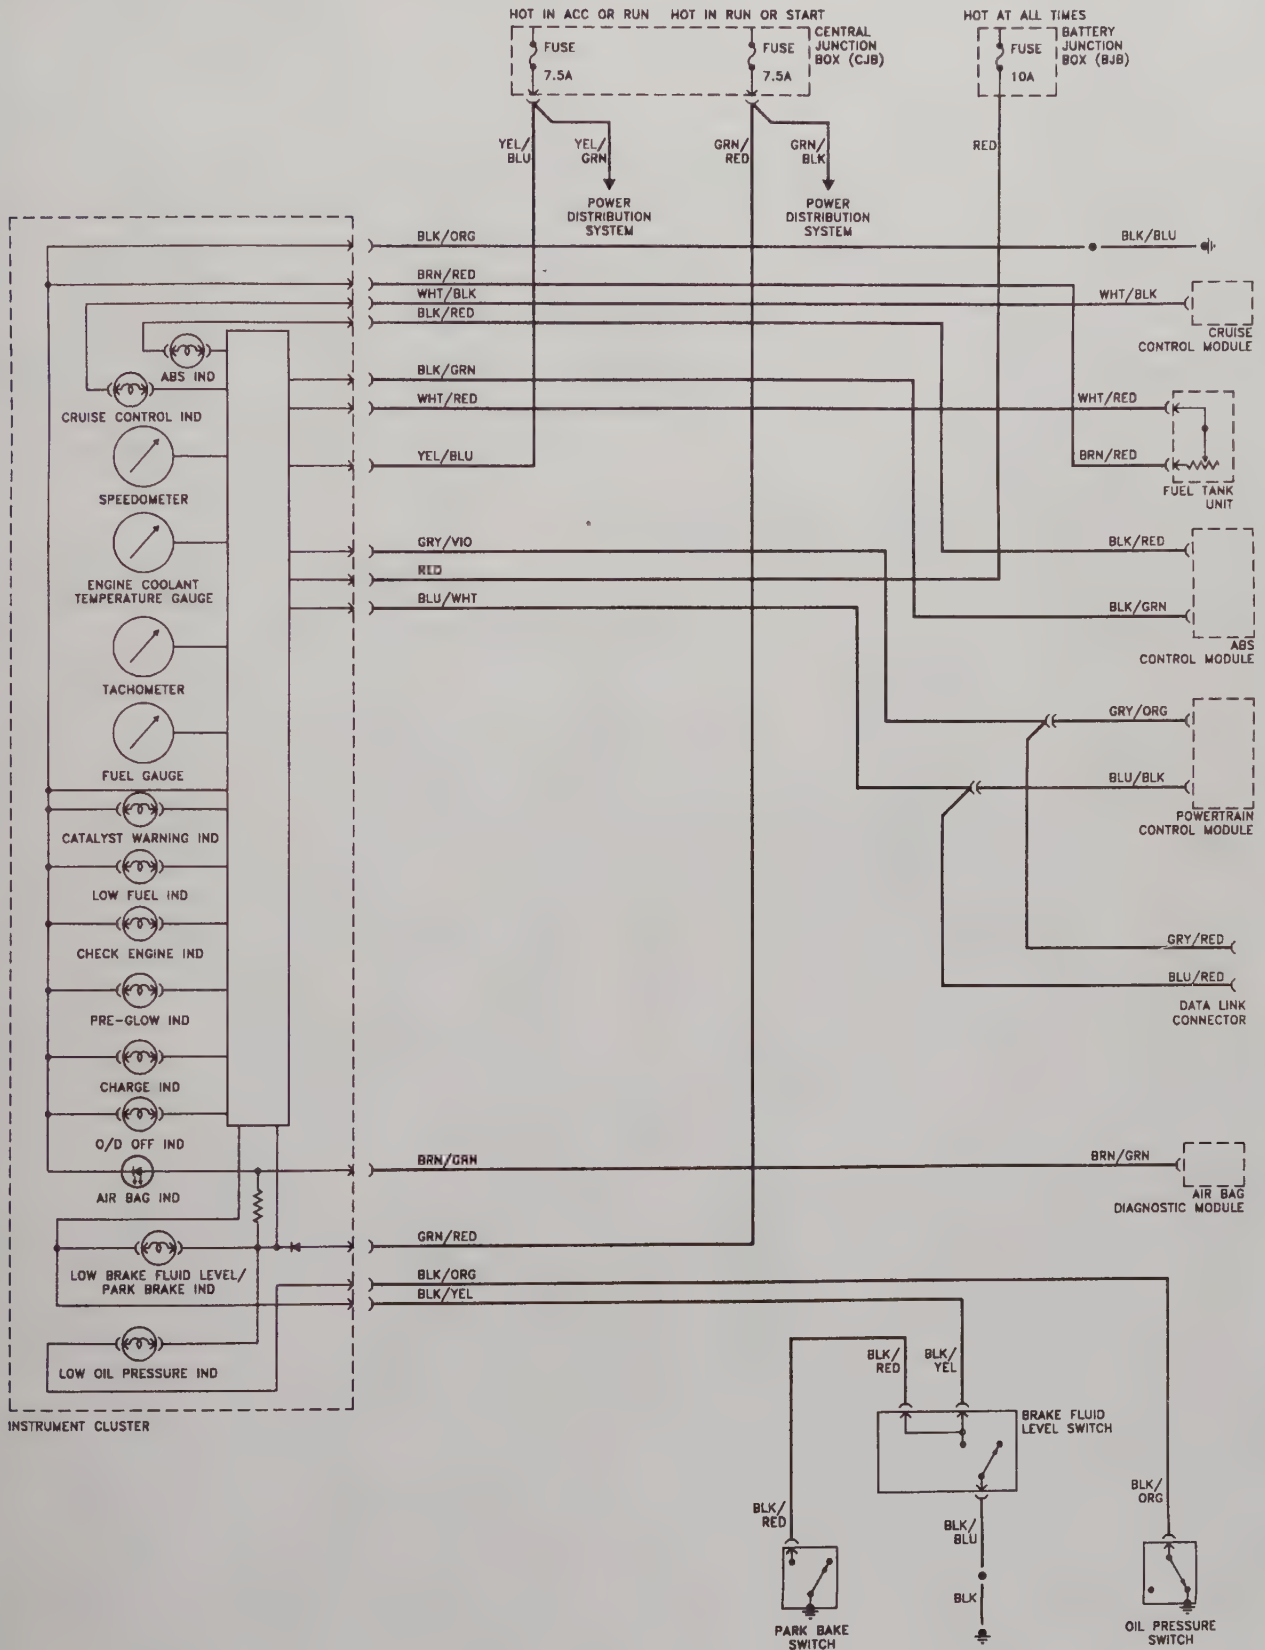 HOT IN ACC OR RUN
HOT IN RUN OR START
HOT AT ALL TIMES
FUSE
7.5A
FUSE
7.5A
CENTRAL
JUNCTION
BOX (CJB)
FUSE
10A
BATTERY
JUNCTION
BOX (BJB)
YEL/
BLU
YEL/
GRN
GRN/
RED
GRN/
BLK
RED
POWER
DISTRIBUTION
SYSTEM
POWER
DISTRIBUTION
SYSTEM
BLK/ORG
BLK/BLU
BRN/RED
WHT/BLK
WHT/BLK
BLK/RED
CRUISE
CONTROL MODULE
ABS IND
BLK/GRN
CRUISE CONTROL IND
WHT/RED
WHT/RED
YEL/BLU
BRN/RED
SPEEDOMETER
FUEL TANK
UNIT
GRY/VIO
BLK/RED
ENGINE COOLANT
TEMPERATURE GAUGE
RED
BLU/WHT
BLK/GRN
ABS
CONTROL MODULE
TACHOMETER
GRY/ORG
FUEL GAUGE
BLU/BLK
POWERTRAIN
CONTROL MODULE
CATALYST WARNING IND
LOW FUEL IND
CHECK ENGINE IND
GRY/RED
BLU/RED
DATA LINK
CONNECTOR
PRE-GLOW IND
CHARGE IND
O/D OFF IND
BRN/GRN
BRN/GRN
AIR BAG IND
AIR BAG
DIAGNOSTIC MODULE
GRN/RED
LOW BRAKE FLUID LEVEL/
PARK BRAKE IND
BLK/ORG
BLK/YEL
LOW OIL PRESSURE IND
BLK/
RED
BLK/
YEL
INSTRUMENT CLUSTER
BRAKE FLUID
LEVEL SWITCH
BLK/
ORG
BLK/
RED
BLK/
BLU
BLK
PARK BAKE
SWITCH
OIL PRESSURE
SWITCH